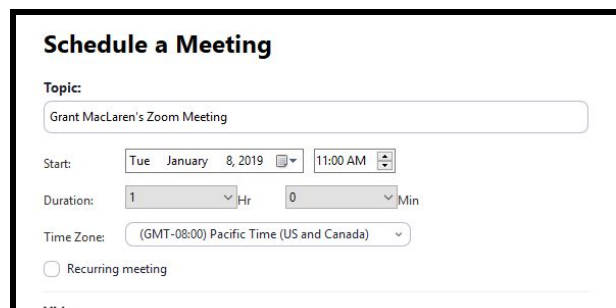 Schedule a Meeting
Topic:
Grant MacLaren's Zoom Meeting
Start: Tue January 8, 2019 11:00 AM
Duration: 1 Hr 0 Min
Time Zone: (GMT-08:00) Pacific Time (US and Canada)
Recurring meeting